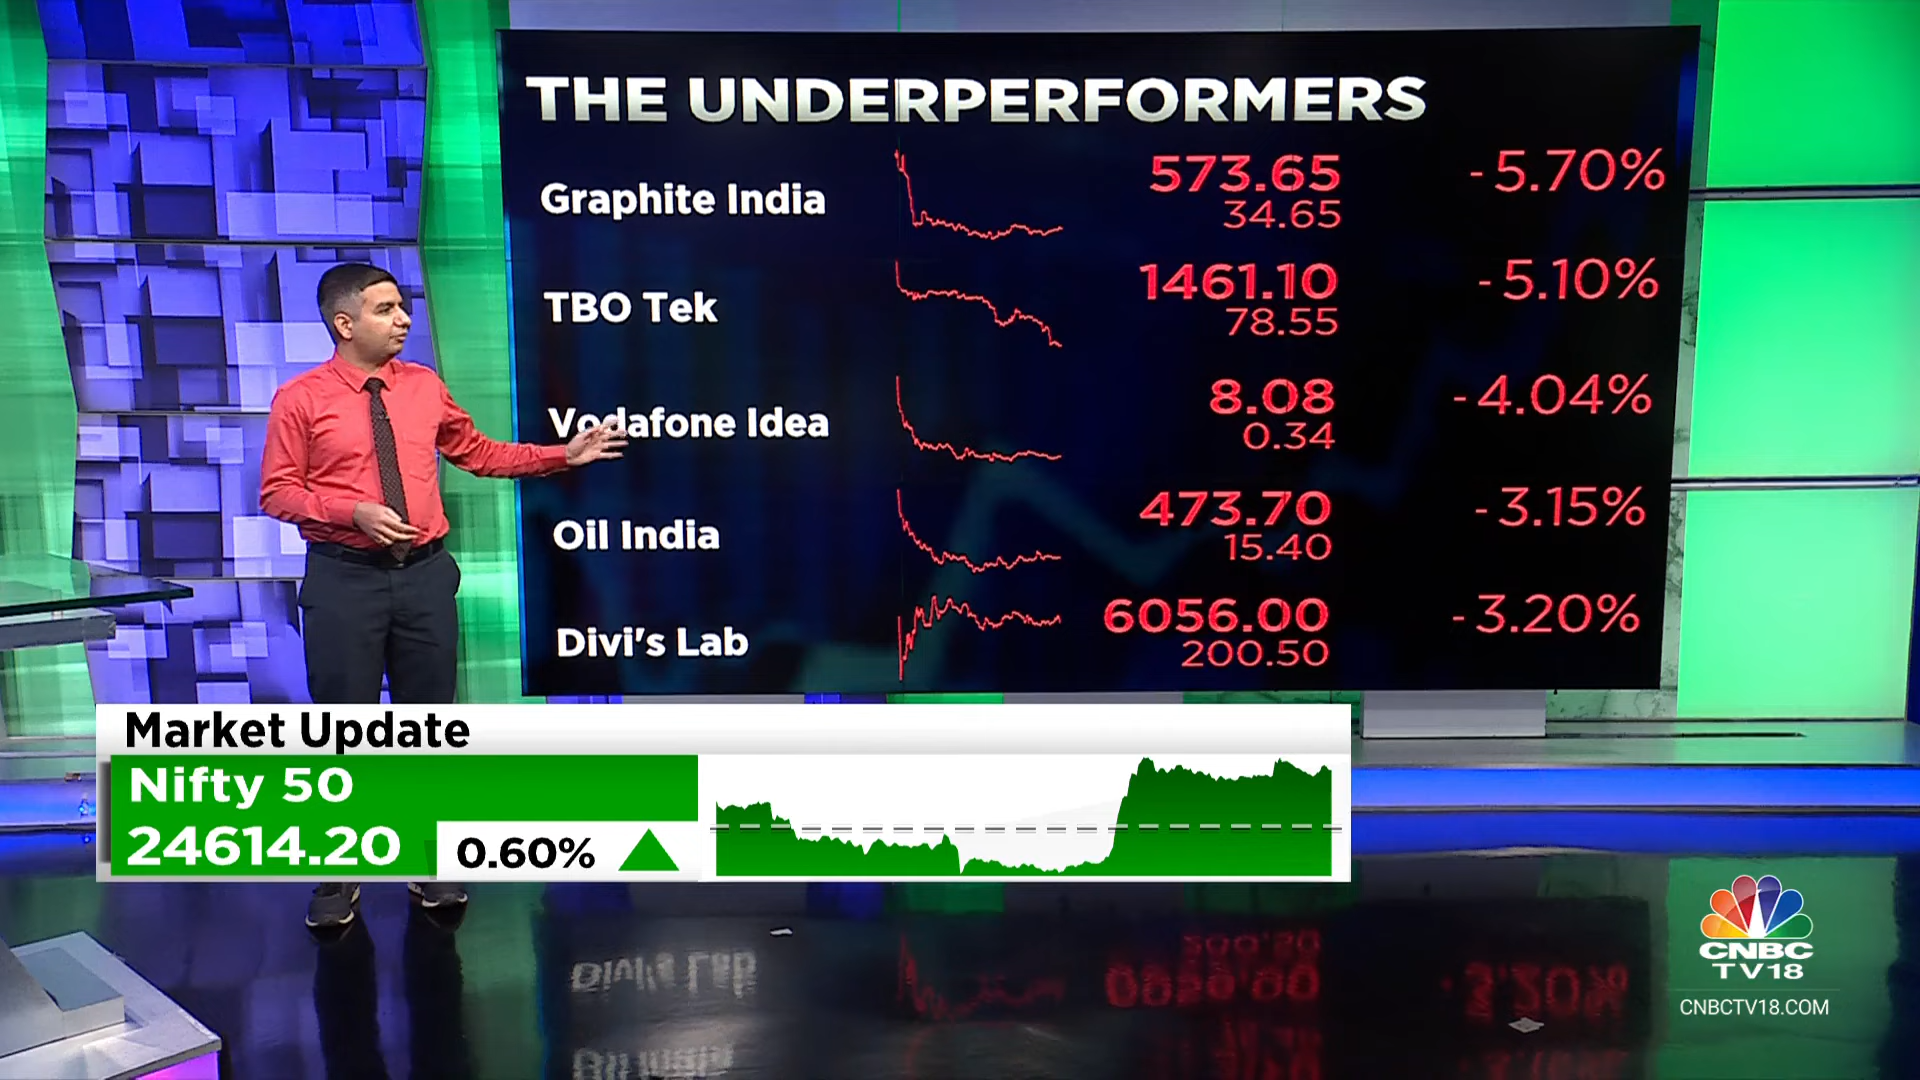 THE UNDERPERFORMERS
Graphite India 573.65 -5.70%
34.65
TBO Tek 1461.10 -5.10%
78.55
Vodafone Idea 8.08 -4.04%
0.34
Oil India 473.70 -3.15%
15.40
Divi's Lab 6056.00 -3.20%
200.50
Market Update
Nifty 50
24614.20 0.60%
CNBC
TV18
CNBCTV18.COM